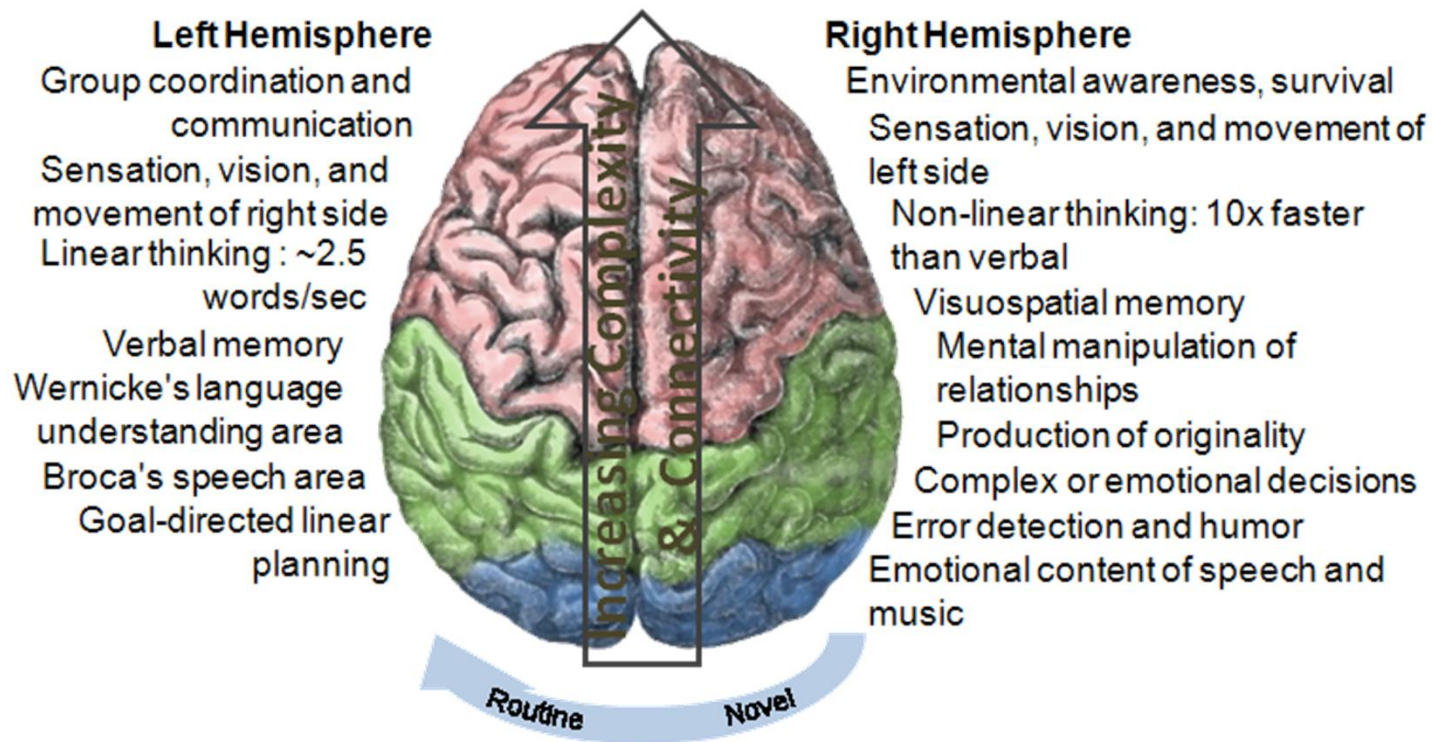 Left Hemisphere
Group coordination and
communication
Sensation, vision, and
movement of right side
Linear thinking : ~2.5
words/sec
Verbal memory
Wernicke's language
understanding area
Broca's speech area
Goal-directed linear
planning
Increasing Complexity
& Connectivity
Right Hemisphere
Environmental awareness, survival
Sensation, vision, and movement of
left side
Non-linear thinking: 10x faster
than verbal
Visuospatial memory
Mental manipulation of
relationships
Production of originality
Complex or emotional decisions
Error detection and humor
Emotional content of speech and
music
Routine
Novel